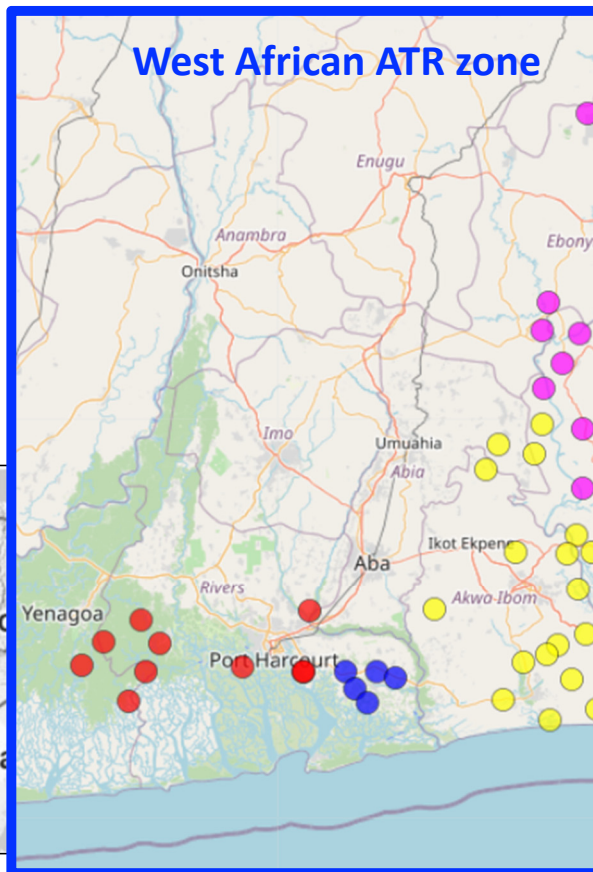 West African ATR zone
Enugu
Ebony
Anambra
Onitsha
Imo
Umuahia
Abia
Ikot Ekpene
Aba
Rivers
Akwa-Ibom
Yenagoa
Port Harcourt